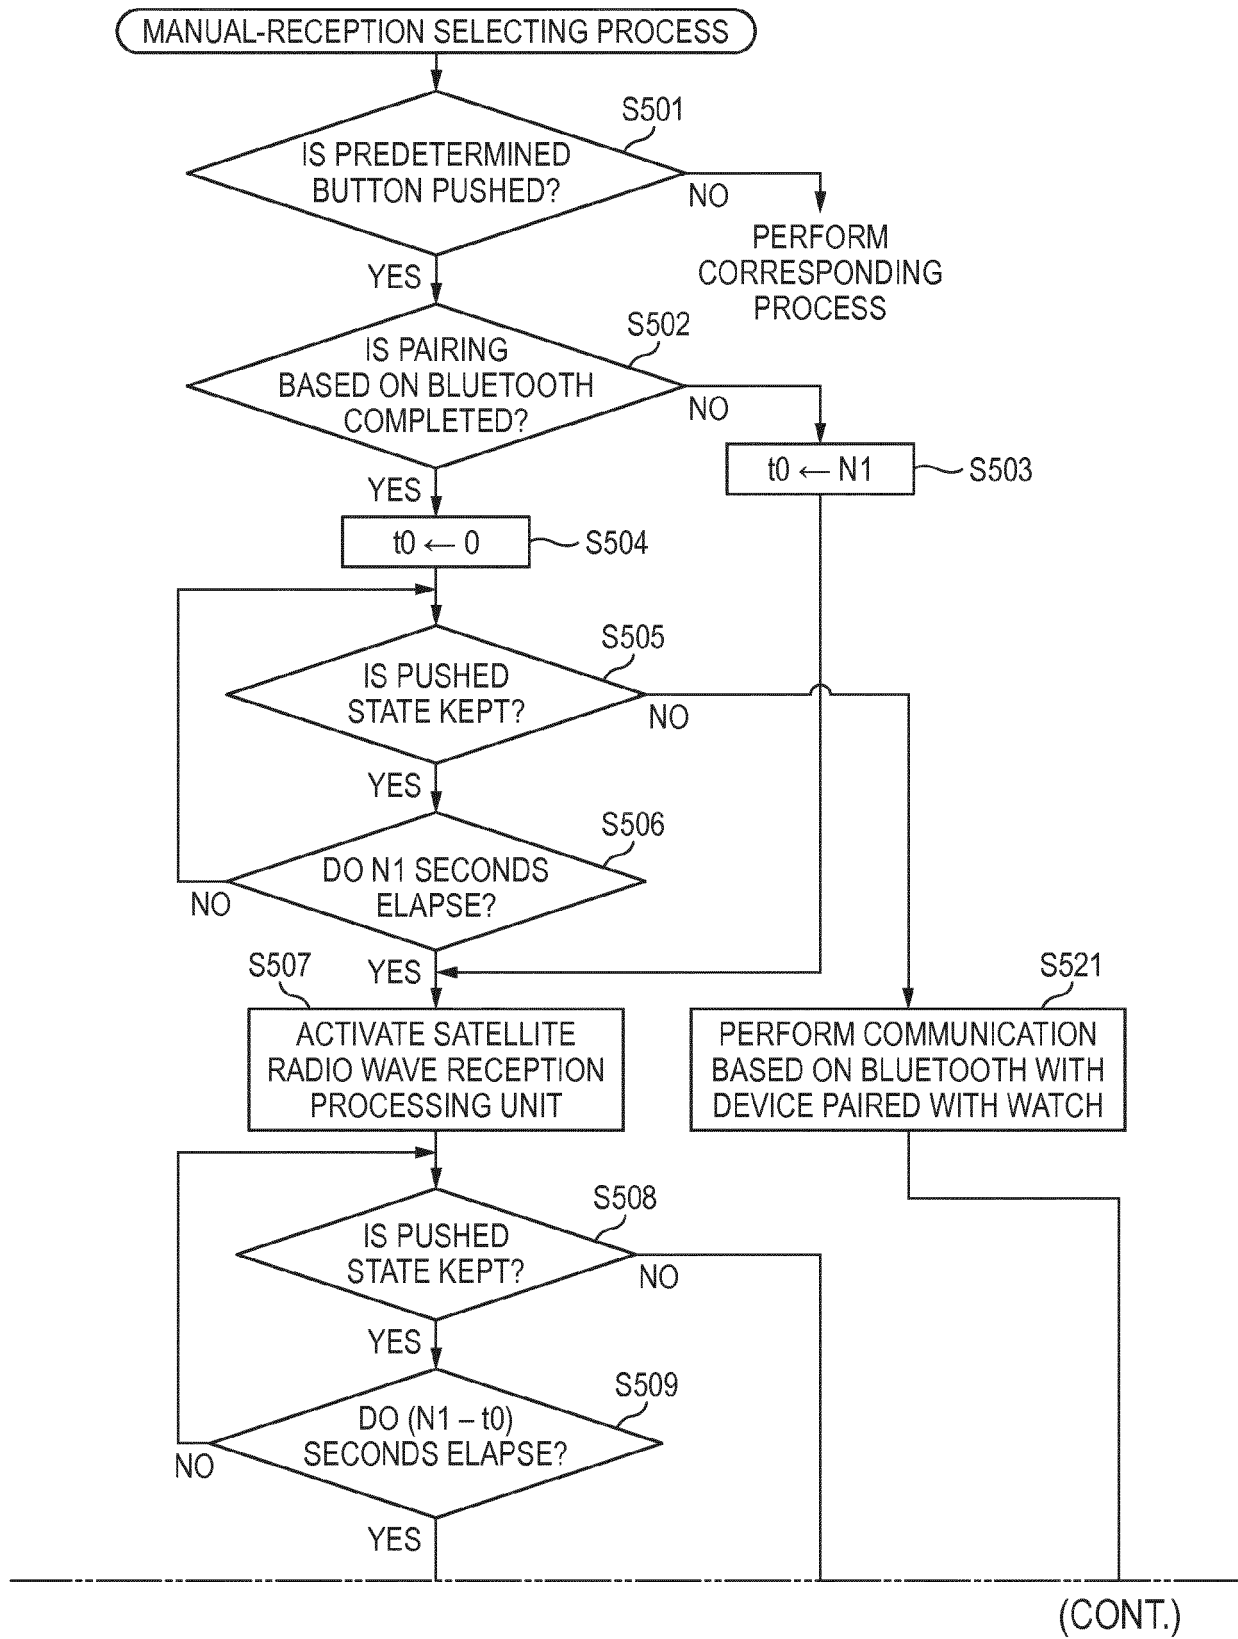 MANUAL-RECEPTION SELECTING PROCESS
S501
IS PREDETERMINED
BUTTON PUSHED?
NO
YES
PERFORM
CORRESPONDING
PROCESS
S502
IS PAIRING
BASED ON BLUETOOTH
COMPLETED?
NO
YES
t0 ← N1
S503
t0 ← 0
S504
S505
IS PUSHED
STATE KEPT?
NO
YES
S506
DO N1 SECONDS
ELAPSE?
NO
YES
S507
ACTIVATE SATELLITE
RADIO WAVE RECEPTION
PROCESSING UNIT
S521
PERFORM COMMUNICATION
BASED ON BLUETOOTH WITH
DEVICE PAIRED WITH WATCH
S508
IS PUSHED
STATE KEPT?
NO
YES
S509
DO (N1 – t0)
SECONDS ELAPSE?
NO
YES
(CONT.)